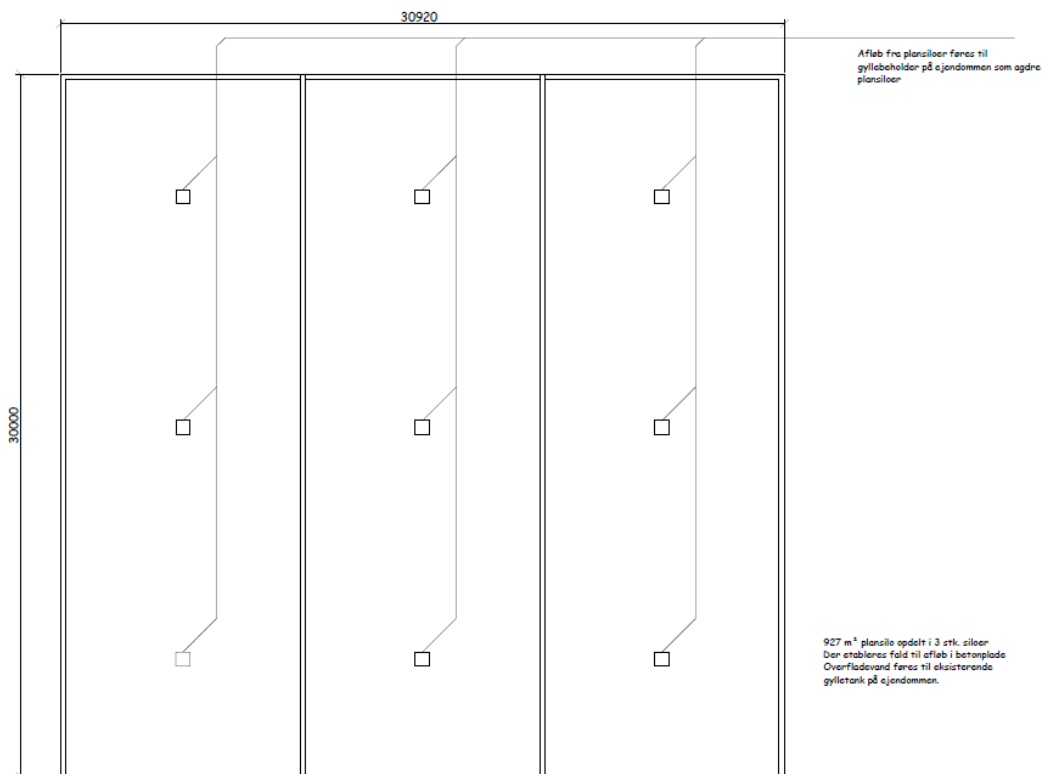 30920
Afløb fra plansiloer føres til
gyllebeholder på ejendommen som agdre
plansiloer
30000
927 m² plansilo opdelt i 3 stk. siloer
Der etableres fald til afløb i betonplade
Overfladevand føres til eksisterende
gylletank på ejendommen.